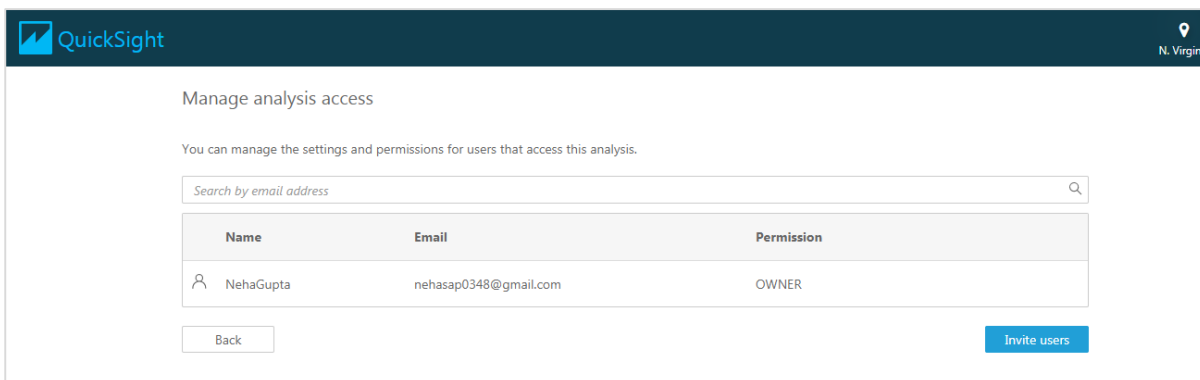 QuickSight
N. Virgin
Manage analysis access
You can manage the settings and permissions for users that access this analysis.
Search by email address
Name Email Permission
NehaGupta nehasap0348@gmail.com OWNER
Back Invite users